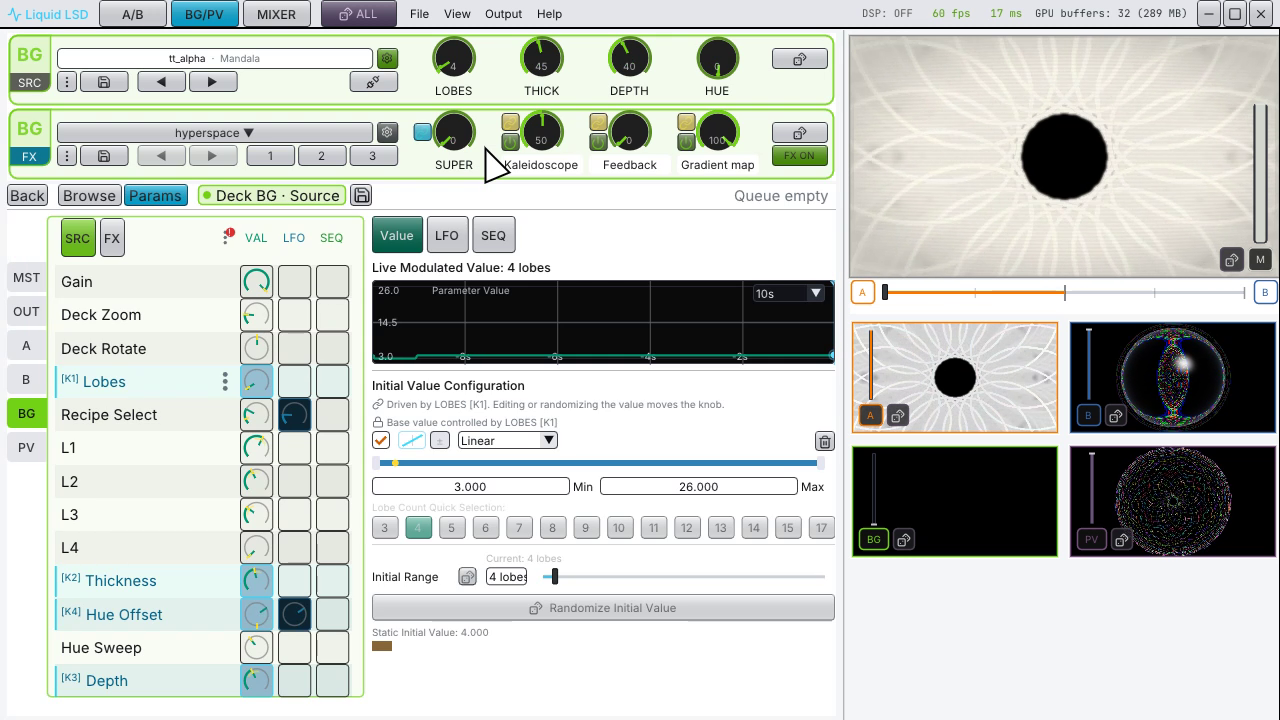 Liquid LSD A/B BG/PV MIXER ALL File View Output Help DSP: OFF 60 fps 17 ms GPU buffers: 32 (289 MB)
BG SRC
tt_alpha · Mandala
4 45 40 0
LOBES THICK DEPTH HUE
BG FX
hyperspace ▼
1 2 3
0 50 0 100
SUPER Kaleidoscope Feedback Gradient map
FX ON
M
Back Browse Params Deck BG · Source Queue empty
SRC FX VAL LFO SEQ
MST
OUT
A
B
BG
PV
Gain
Deck Zoom
Deck Rotate
[K1] Lobes
Recipe Select
L1
L2
L3
L4
[K2] Thickness
[K4] Hue Offset
Hue Sweep
[K3] Depth
Value LFO SEQ
Live Modulated Value: 4 lobes
26.0 Parameter Value 10s
14.5
3.0 -8s -6s -4s -2s
Initial Value Configuration
Driven by LOBES [K1]. Editing or randomizing the value moves the knob.
Base value controlled by LOBES [K1]
± Linear
3.000 Min 26.000 Max
Lobe Count Quick Selection:
3 4 5 6 7 8 9 10 11 12 13 14 15 17
Current: 4 lobes
Initial Range 4 lobes
Randomize Initial Value
Static Initial Value: 4.000
A B
A
B
BG
PV